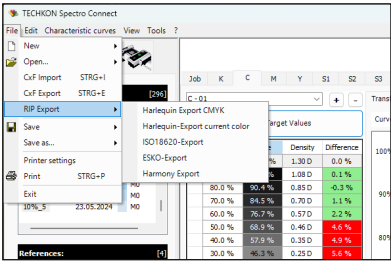 TECHKON Spectro Connect
File Edit Characteristic curves View Tools ?
New
Open...
CxF Import STRG+I
CxF Export STRG+E
RIP Export
Save
Save as...
Printer settings
Print STRG+P
Exit
Harlequin Export CMYK
Harlequin-Export current color
ISO18620-Export
ESKO-Export
Harmony Export
[296]
M0
10%_5 23.05.2024 M0
References: [4]
Job K C M Y S1 S2 S3
C - 01 + - Trans
arget Values Curv
Density Difference
% 1.30 D 0.0 %
% 1.08 D 0.1 %
80.0 % 90.4 % 0.85 D -0.3 %
70.0 % 84.5 % 0.70 D 1.1 %
60.0 % 76.7 % 0.57 D 2.2 %
50.0 % 68.9 % 0.46 D 4.6 %
40.0 % 57.9 % 0.35 D 4.9 %
30.0 % 46.3 % 0.25 D 5.6 %
100%
90%
80%